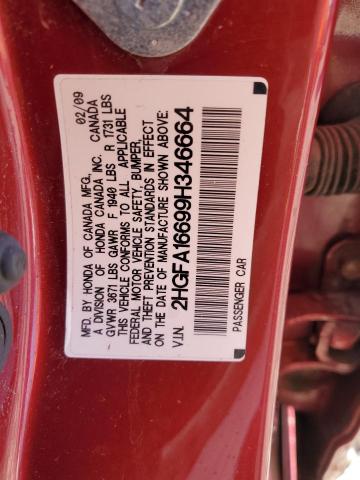 MFD. BY HONDA OF CANADA MFG. 02/09
A DIVISION OF HONDA CANADA INC. CANADA
GVWR 3671 LBS GAWR F 1940 LBS R 1731 LBS
THIS VEHICLE CONFORMS TO ALL APPLICABLE
FEDERAL MOTOR VEHICLE SAFETY, BUMPER,
AND THEFT PREVENTION STANDARDS IN EFFECT
ON THE DATE OF MANUFACTURE SHOWN ABOVE.
V.I.N. 2HGFA16699H346664
PASSENGER CAR